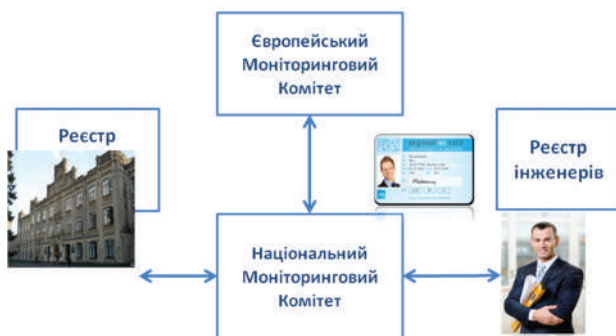 Європейський
Моніторинговий
Комітет
Реєстр
Реєстр
інженерів
Національний
Моніторинговий
Комітет